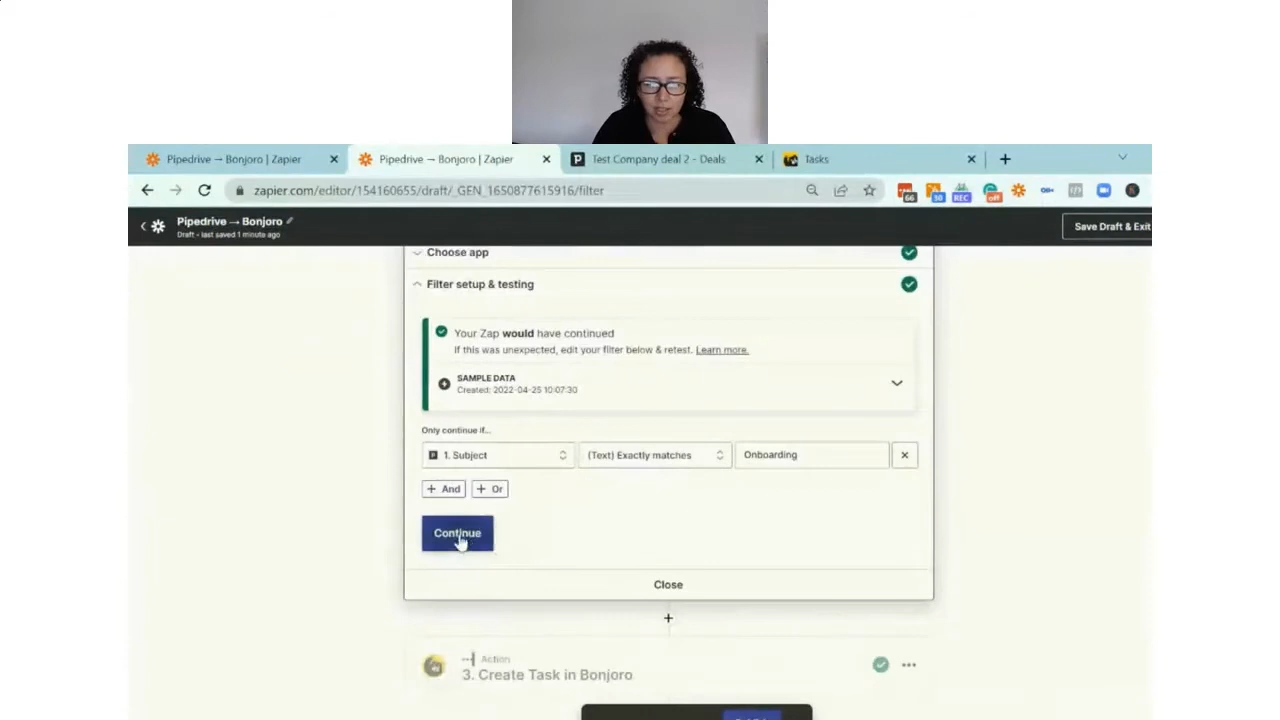 Pipedrive → Bonjoro | Zapier
Pipedrive → Bonjoro | Zapier
Test Company deal 2 - Deals
Tasks
zapier.com/editor/154160655/draft/_GEN_1650877615916/filter
66
30
REC
off
Pipedrive → Bonjoro
Draft - last saved 1 minute ago
Save Draft & Exit
Choose app
Filter setup & testing
Your Zap would have continued
If this was unexpected, edit your filter below & retest. Learn more.
SAMPLE DATA
Created: 2022-04-25 10:07:30
Only continue if...
1. Subject
(Text) Exactly matches
Onboarding
+ And
+ Or
Continue
Close
Action
3. Create Task in Bonjoro